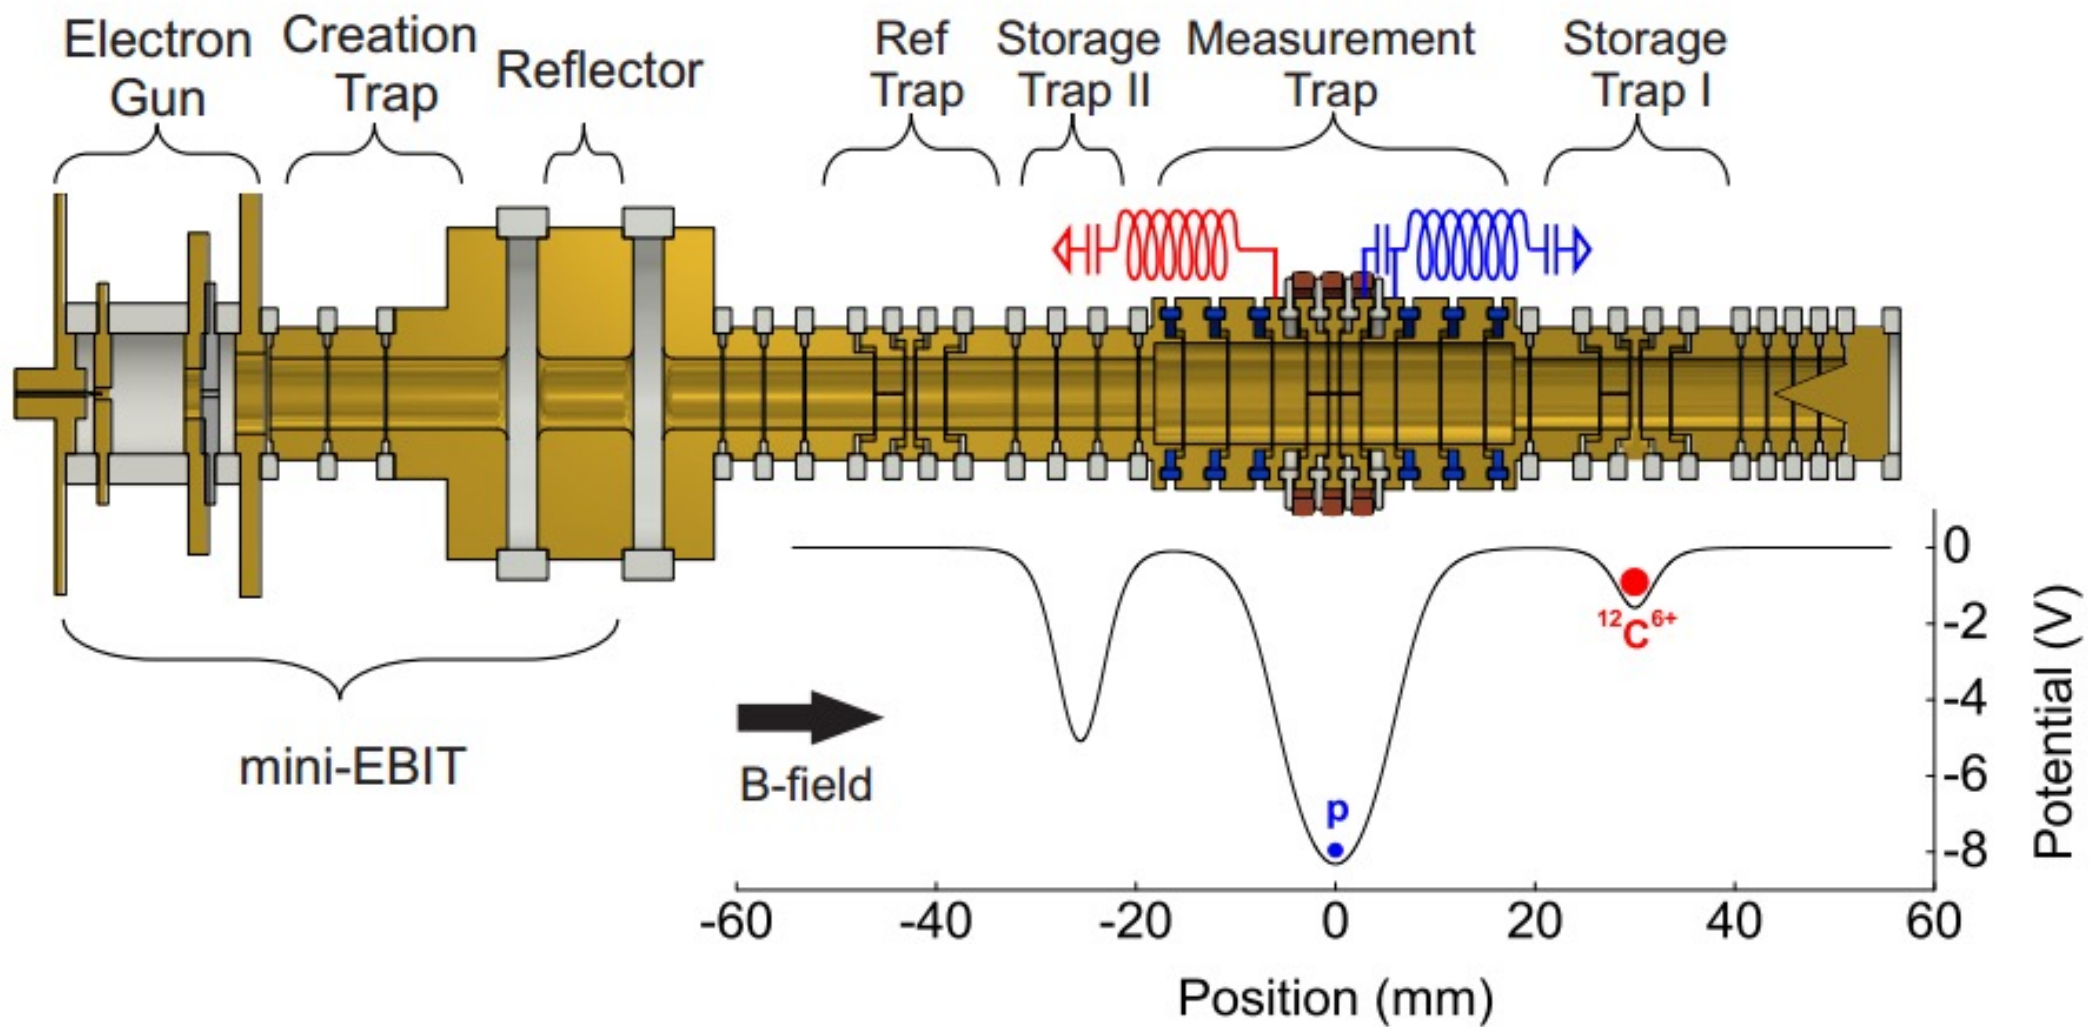 Electron
Gun
Creation
Trap
Reflector
Ref
Trap
Storage
Trap II
Measurement
Trap
Storage
Trap I
mini-EBIT
B-field
p
12C6+
0
-2
-4
-6
-8
Potential (V)
-60
-40
-20
0
20
40
60
Position (mm)